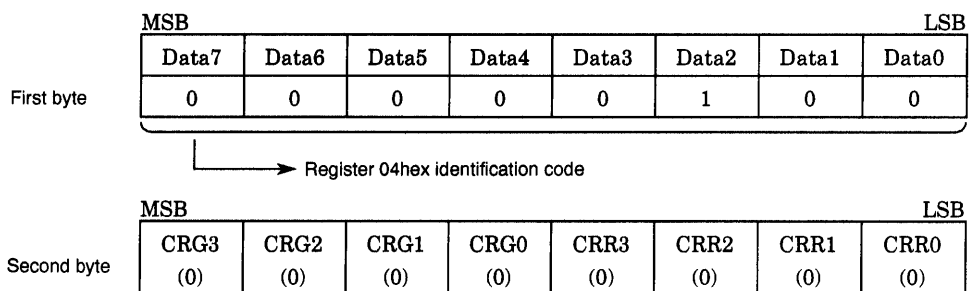 MSB LSB
Data7 Data6 Data5 Data4 Data3 Data2 Data1 Data0
First byte 0 0 0 0 0 1 0 0
Register 04hex identification code
MSB LSB
CRG3 CRG2 CRG1 CRG0 CRR3 CRR2 CRR1 CRR0
Second byte (0) (0) (0) (0) (0) (0) (0) (0)